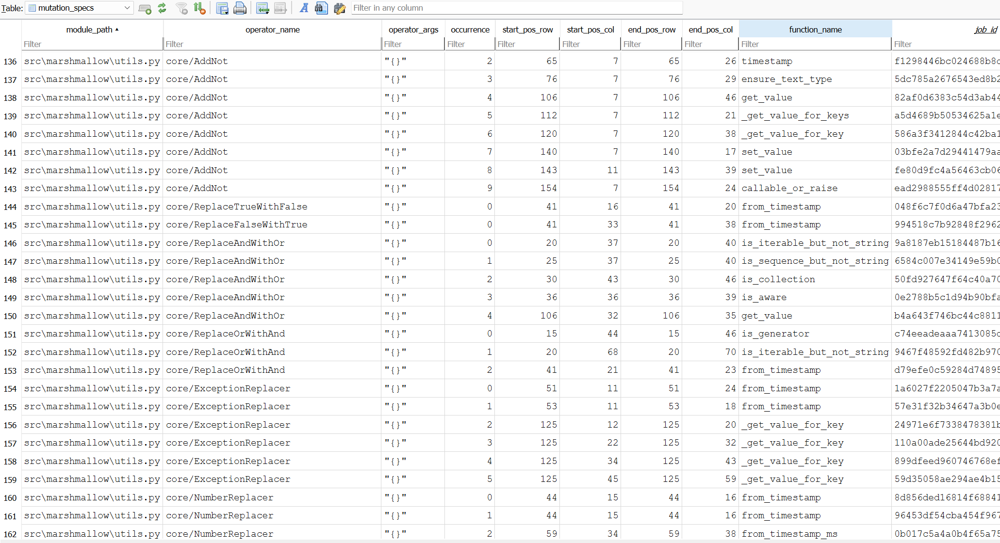 Table: mutation_specs Filter in any column
module_path operator_name operator_args occurrence start_pos_row start_pos_col end_pos_row end_pos_col function_name job_id
Filter Filter Filter Filter Filter Filter Filter Filter Filter Filter
136 src\marshmallow\utils.py core/AddNot "{}" 2 65 7 65 26 timestamp f1298446bc024688b8c
137 src\marshmallow\utils.py core/AddNot "{}" 3 76 7 76 29 ensure_text_type 5dc785a2676543ed8b2
138 src\marshmallow\utils.py core/AddNot "{}" 4 106 7 106 46 get_value 82af0d6383c54d3ab44
139 src\marshmallow\utils.py core/AddNot "{}" 5 112 7 112 21 _get_value_for_keys a5d4689b50534625a1e
140 src\marshmallow\utils.py core/AddNot "{}" 6 120 7 120 38 _get_value_for_key 586a3f3412844c42ba1
141 src\marshmallow\utils.py core/AddNot "{}" 7 140 7 140 17 set_value 03bfe2a7d29441479aa
142 src\marshmallow\utils.py core/AddNot "{}" 8 143 11 143 39 set_value fe80d9fc4a56463cb06
143 src\marshmallow\utils.py core/AddNot "{}" 9 154 7 154 24 callable_or_raise ead2988555ff4d02817
144 src\marshmallow\utils.py core/ReplaceTrueWithFalse "{}" 0 41 16 41 20 from_timestamp 048f6c7f0d6a47bfa23
145 src\marshmallow\utils.py core/ReplaceFalseWithTrue "{}" 0 41 33 41 38 from_timestamp 994518c7b92848f2962
146 src\marshmallow\utils.py core/ReplaceAndWithOr "{}" 0 20 37 20 40 is_iterable_but_not_string 9a8187eb15184487b16
147 src\marshmallow\utils.py core/ReplaceAndWithOr "{}" 1 25 37 25 40 is_sequence_but_not_string 6584c007e34149e59b0
148 src\marshmallow\utils.py core/ReplaceAndWithOr "{}" 2 30 43 30 46 is_collection 50fd927647f64c40a70
149 src\marshmallow\utils.py core/ReplaceAndWithOr "{}" 3 36 36 36 39 is_aware 0e2788b5c1d94b90bfa
150 src\marshmallow\utils.py core/ReplaceAndWithOr "{}" 4 106 32 106 35 get_value b4a643f746bc44c8811
151 src\marshmallow\utils.py core/ReplaceOrWithAnd "{}" 0 15 44 15 46 is_generator c74eeadeaaa7413085c
152 src\marshmallow\utils.py core/ReplaceOrWithAnd "{}" 1 20 68 20 70 is_iterable_but_not_string 9467f48592fd482b970
153 src\marshmallow\utils.py core/ReplaceOrWithAnd "{}" 2 41 21 41 23 from_timestamp d79efe0c59284d74895
154 src\marshmallow\utils.py core/ExceptionReplacer "{}" 0 51 11 51 24 from_timestamp 1a6027f2205047b3a7a
155 src\marshmallow\utils.py core/ExceptionReplacer "{}" 1 53 11 53 18 from_timestamp 57e31f32b34647a3b0e
156 src\marshmallow\utils.py core/ExceptionReplacer "{}" 2 125 12 125 20 _get_value_for_key 24971e6f7338478381b
157 src\marshmallow\utils.py core/ExceptionReplacer "{}" 3 125 22 125 32 _get_value_for_key 110a00ade25644bd920
158 src\marshmallow\utils.py core/ExceptionReplacer "{}" 4 125 34 125 43 _get_value_for_key 899dfeed960746768ef
159 src\marshmallow\utils.py core/ExceptionReplacer "{}" 5 125 45 125 59 _get_value_for_key 59d35058ae294ae4b15
160 src\marshmallow\utils.py core/NumberReplacer "{}" 0 44 15 44 16 from_timestamp 8d856ded16814f68841
161 src\marshmallow\utils.py core/NumberReplacer "{}" 1 44 15 44 16 from_timestamp 96453df54cba454f967
162 src\marshmallow\utils.py core/NumberReplacer "{}" 2 59 34 59 38 from_timestamp_ms 0b017c5a4a0b4f65a75